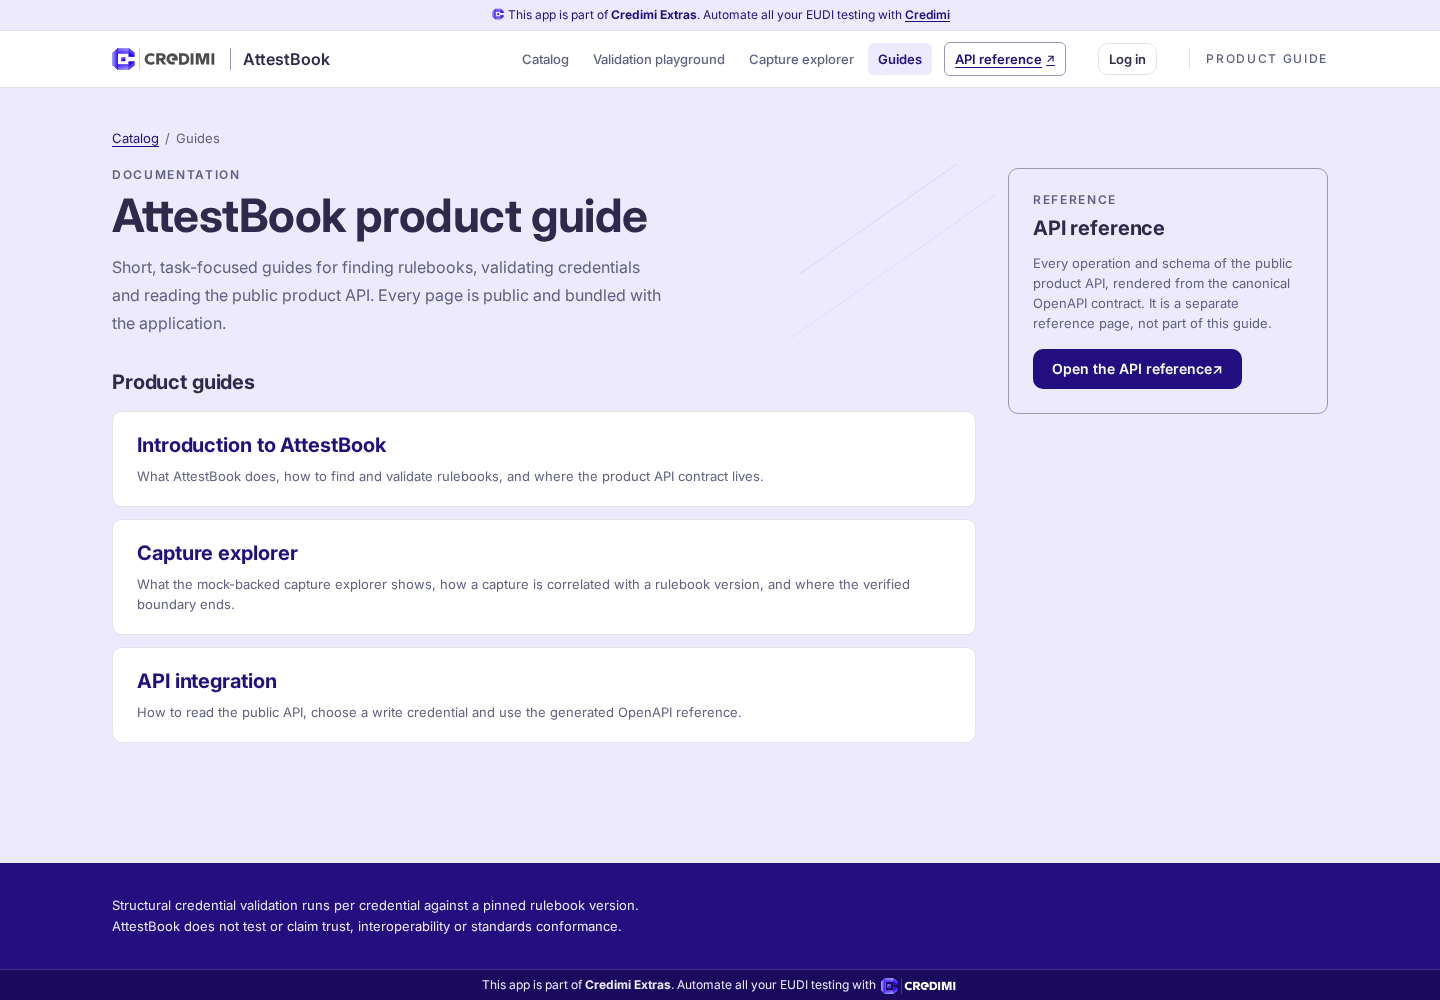 This app is part of Credimi Extras. Automate all your EUDI testing with Credimi
CREDIMI AttestBook Catalog Validation playground Capture explorer Guides API reference ↗ Log in PRODUCT GUIDE
Catalog / Guides
DOCUMENTATION
AttestBook product guide
Short, task-focused guides for finding rulebooks, validating credentials
and reading the public product API. Every page is public and bundled with
the application.
REFERENCE
API reference
Every operation and schema of the public
product API, rendered from the canonical
OpenAPI contract. It is a separate
reference page, not part of this guide.
Open the API reference↗
Product guides
Introduction to AttestBook
What AttestBook does, how to find and validate rulebooks, and where the product API contract lives.
Capture explorer
What the mock-backed capture explorer shows, how a capture is correlated with a rulebook version, and where the verified
boundary ends.
API integration
How to read the public API, choose a write credential and use the generated OpenAPI reference.
Structural credential validation runs per credential against a pinned rulebook version.
AttestBook does not test or claim trust, interoperability or standards conformance.
This app is part of Credimi Extras. Automate all your EUDI testing with CREDIMI